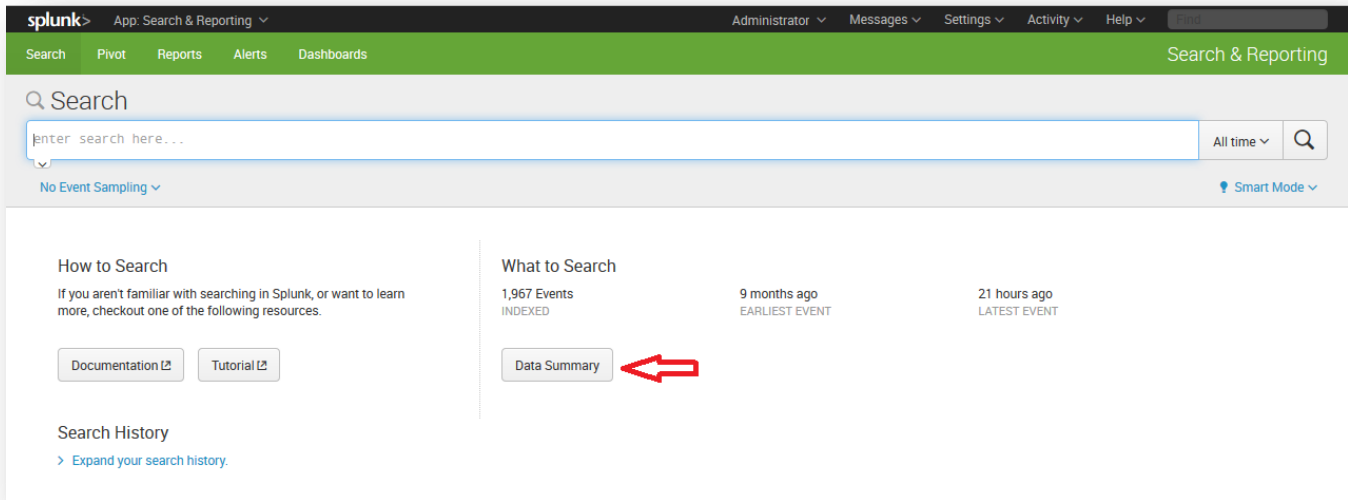 splunk> App: Search & Reporting Administrator Messages Settings Activity Help Find
Search Pivot Reports Alerts Dashboards Search & Reporting
Search
enter search here... All time
No Event Sampling Smart Mode
How to Search
If you aren't familiar with searching in Splunk, or want to learn
more, checkout one of the following resources.
Documentation Tutorial
What to Search
1,967 Events 9 months ago 21 hours ago
INDEXED EARLIEST EVENT LATEST EVENT
Data Summary
Search History
> Expand your search history.